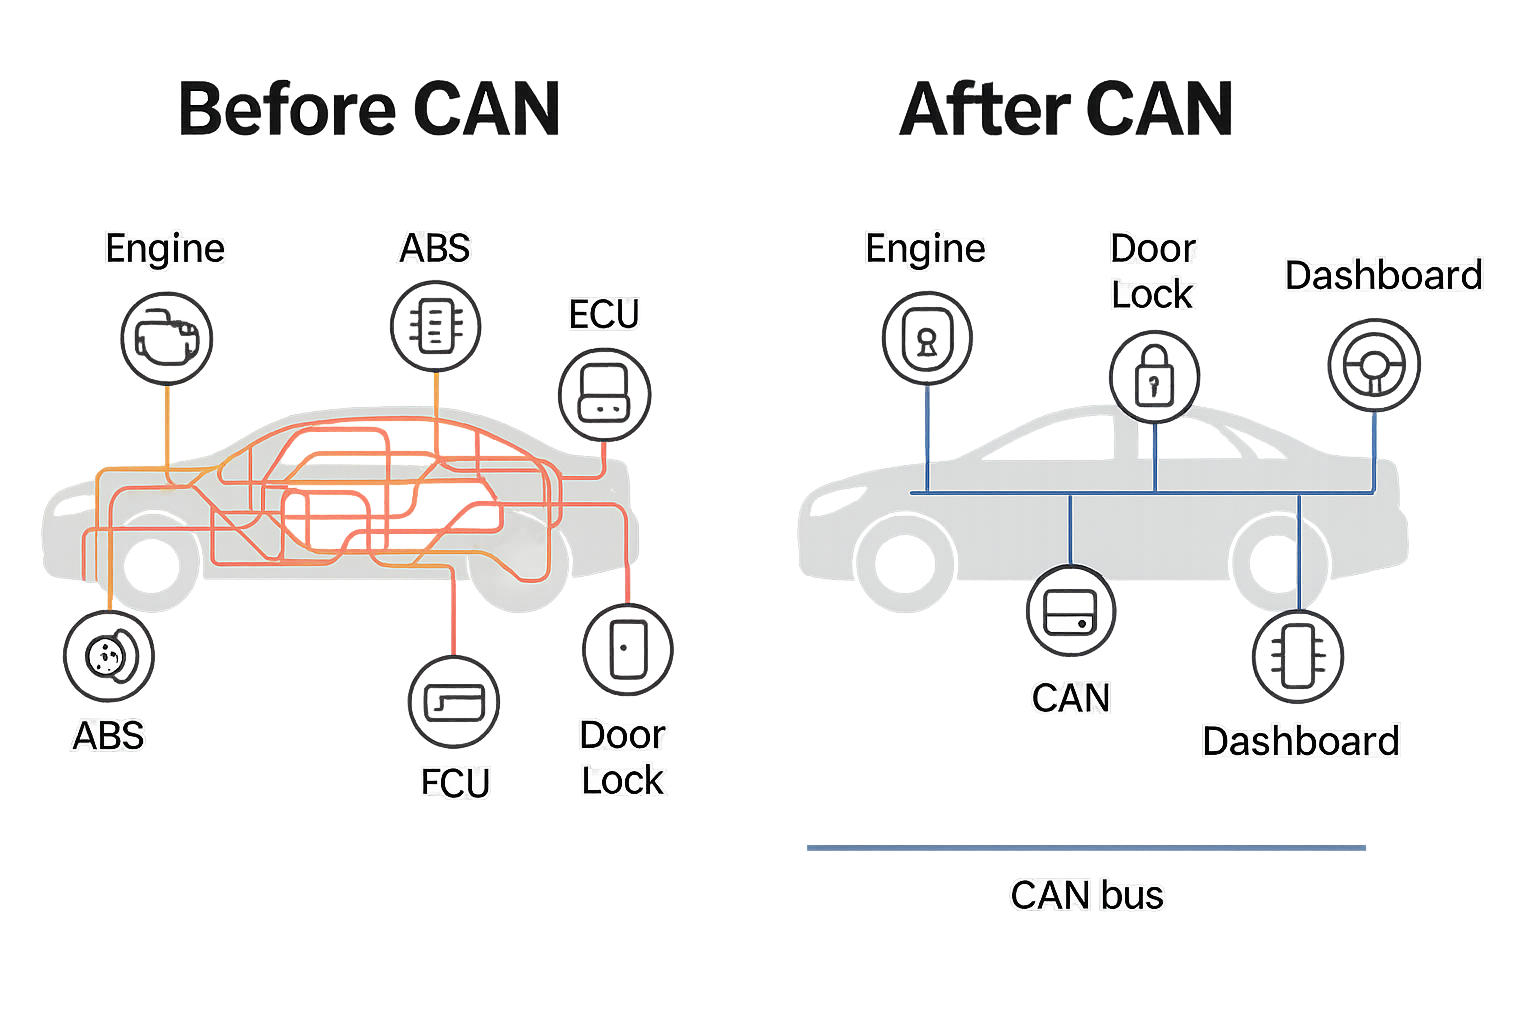 Before CAN
Engine
ABS
ECU
ABS
FCU
Door
Lock
After CAN
Engine
Door
Lock
Dashboard
CAN
Dashboard
CAN bus